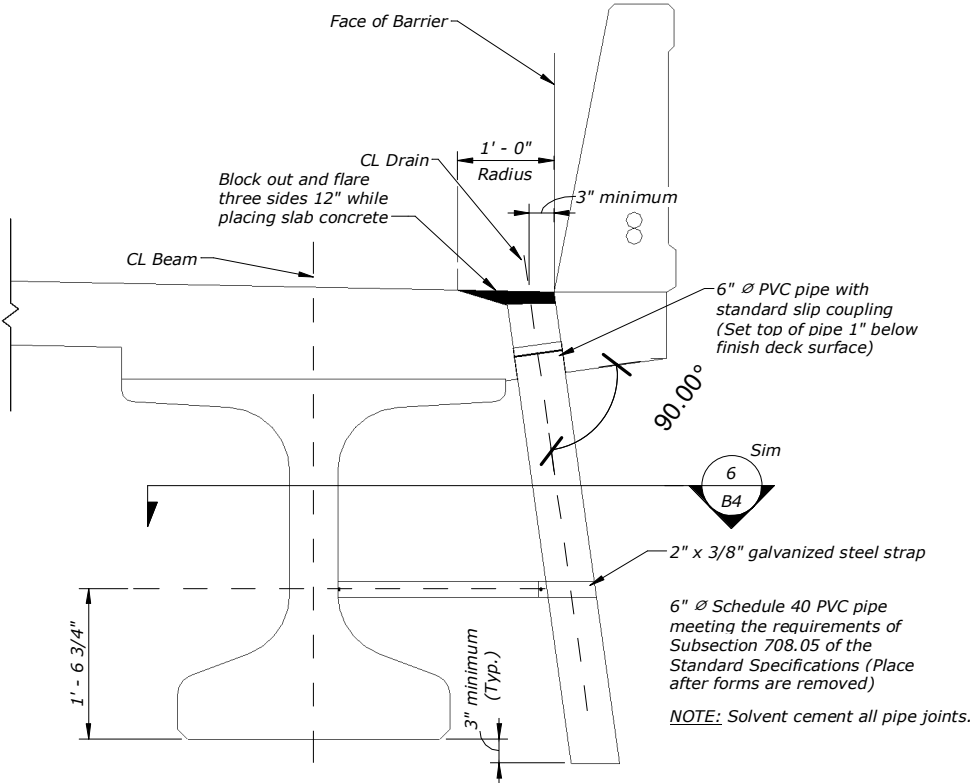 Face of Barrier
1' - 0"
Radius
CL Drain
Block out and flare
three sides 12" while
placing slab concrete
3" minimum
CL Beam
6" Ø PVC pipe with
standard slip coupling
(Set top of pipe 1" below
finish deck surface)
90.00°
Sim
6
B4
2" x 3/8" galvanized steel strap
6" Ø Schedule 40 PVC pipe
meeting the requirements of
Subsection 708.05 of the
Standard Specifications (Place
after forms are removed)
NOTE: Solvent cement all pipe joints.
1' - 6 3/4"
3" minimum
(Typ.)